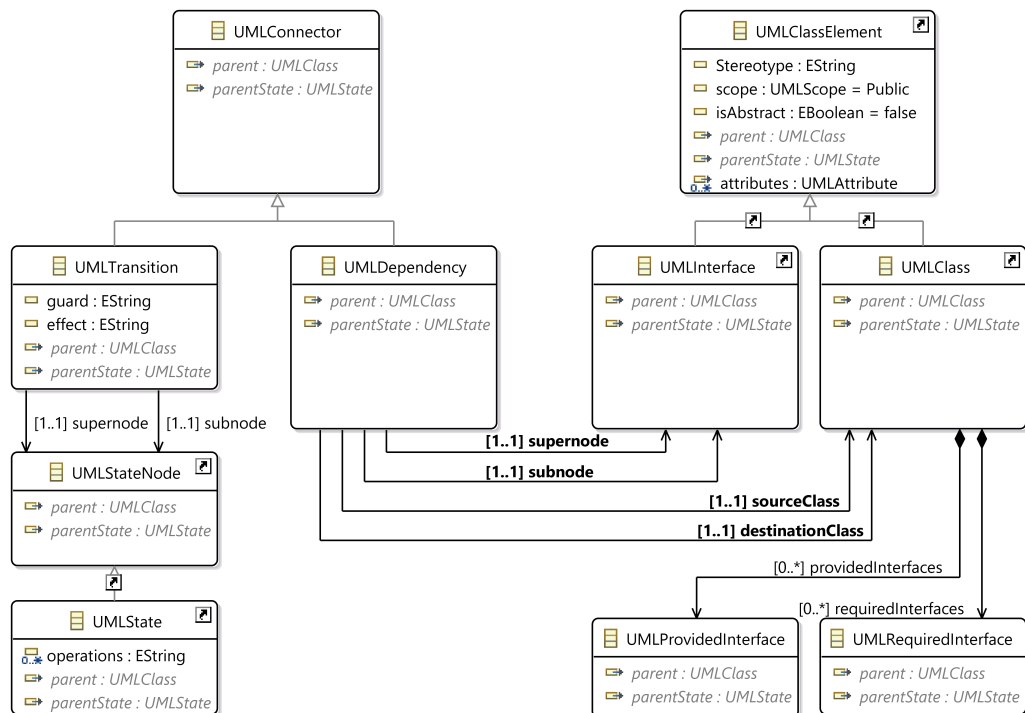 UMLConnector
parent : UMLClass
parentState : UMLState
UMLClassElement
Stereotype : EString
scope : UMLScope = Public
isAbstract : EBoolean = false
parent : UMLClass
parentState : UMLState
0..* attributes : UMLAttribute
UMLTransition
guard : EString
effect : EString
parent : UMLClass
parentState : UMLState
UMLDependency
parent : UMLClass
parentState : UMLState
UMLInterface
parent : UMLClass
parentState : UMLState
UMLClass
parent : UMLClass
parentState : UMLState
[1..1] supernode
[1..1] subnode
[1..1] supernode
[1..1] subnode
[1..1] sourceClass
[1..1] destinationClass
UMLStateNode
parent : UMLClass
parentState : UMLState
[0..*] providedInterfaces
[0..*] requiredInterfaces
UMLState
0..* operations : EString
parent : UMLClass
parentState : UMLState
UMLProvidedInterface
parent : UMLClass
parentState : UMLState
UMLRequiredInterface
parent : UMLClass
parentState : UMLState